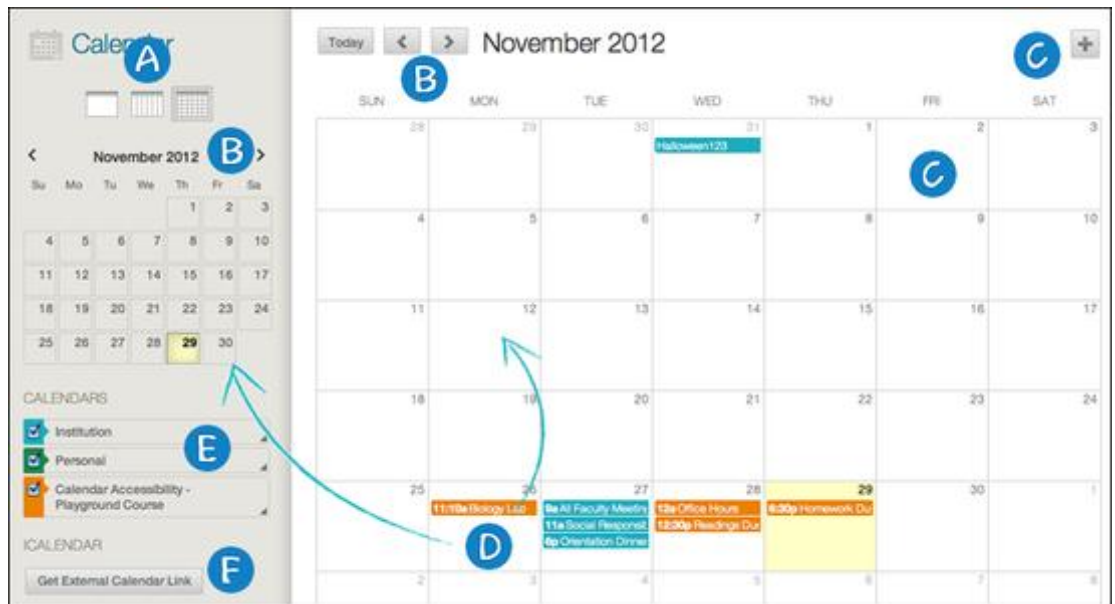 Calendar
A
November 2012
B
Su Mo Tu We Th Fr Sa
1 2 3
4 5 6 7 8 9 10
11 12 13 14 15 16 17
18 19 20 21 22 23 24
25 26 27 28 29 30
CALENDARS
Institution
Personal
E
Calendar Accessibility -
Playground Course
ICALENDAR
Get External Calendar Link
F
Today
November 2012
B
C
SUN MON TUE WED THU FRI SAT
28 29 30 31 1 2 3
Halloween123
C
4 5 6 7 8 9 10
11 12 13 14 15 16 17
18 19 20 21 22 23 24
25 26 27 28 29 30 1
11:10a Biology 9a All Faculty Meeting 12a Office Hours 6:30p Homework Du
11a Social Responsit 12:30p Readings Du
6p Orientation Dinner
D
2 3 4 5 6 7 8